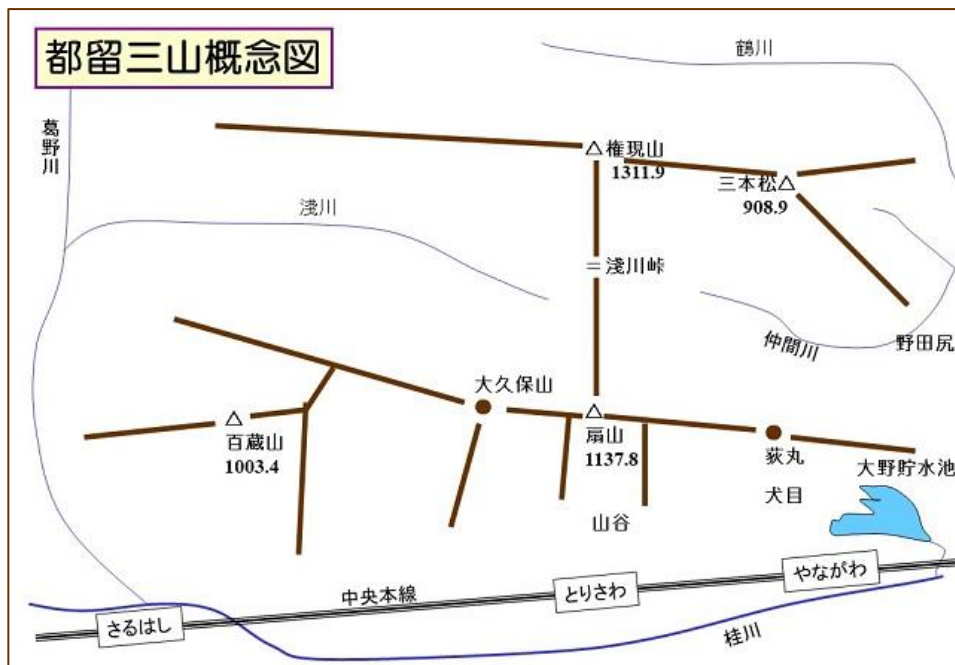 都留三山概念図
鶴川
葛野川
権現山
1311.9
三本松
908.9
淺川
淺川峠
仲間川
野田尻
大久保山
百蔵山
1003.4
扇山
1137.8
荻丸
大野貯水池
犬目
山谷
やながわ
とりさわ
中央本線
さるはし
桂川